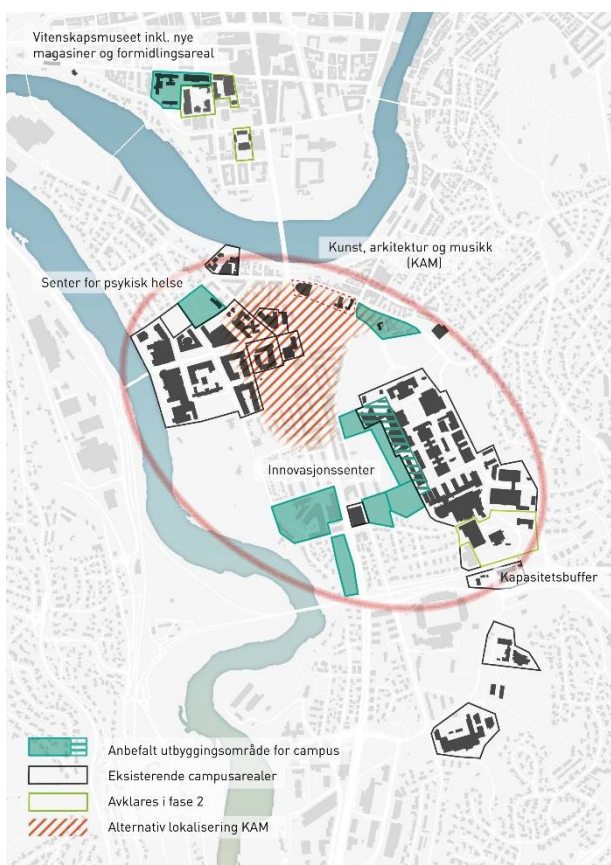 Vitenskapsmuseet inkl. nye
magasiner og formidlingsareal
Kunst, arkitektur og musikk
(KAM)
Senter for psykisk helse
Innovasjonssenter
Kapasitetsbuffer
Anbefalt utbyggingsområde for campus
Eksisterende campusarealer
Avklares i fase 2
Alternativ lokalisering KAM